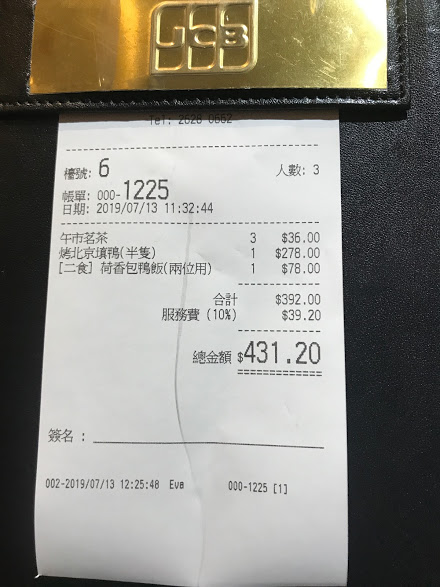 JCB
Tel: 2628 0662
檯號: 6 人數: 3
帳單: 000-1225
日期: 2019/07/13 11:32:44
午市茗茶 3 $36.00
烤北京填鴨(半隻) 1 $278.00
[二食] 荷香包鴨飯(兩位用) 1 $78.00
合計 $392.00
服務費 (10%) $39.20
總金額 $431.20
簽名 :
002-2019/07/13 12:25:48 Eva 000-1225 [1]